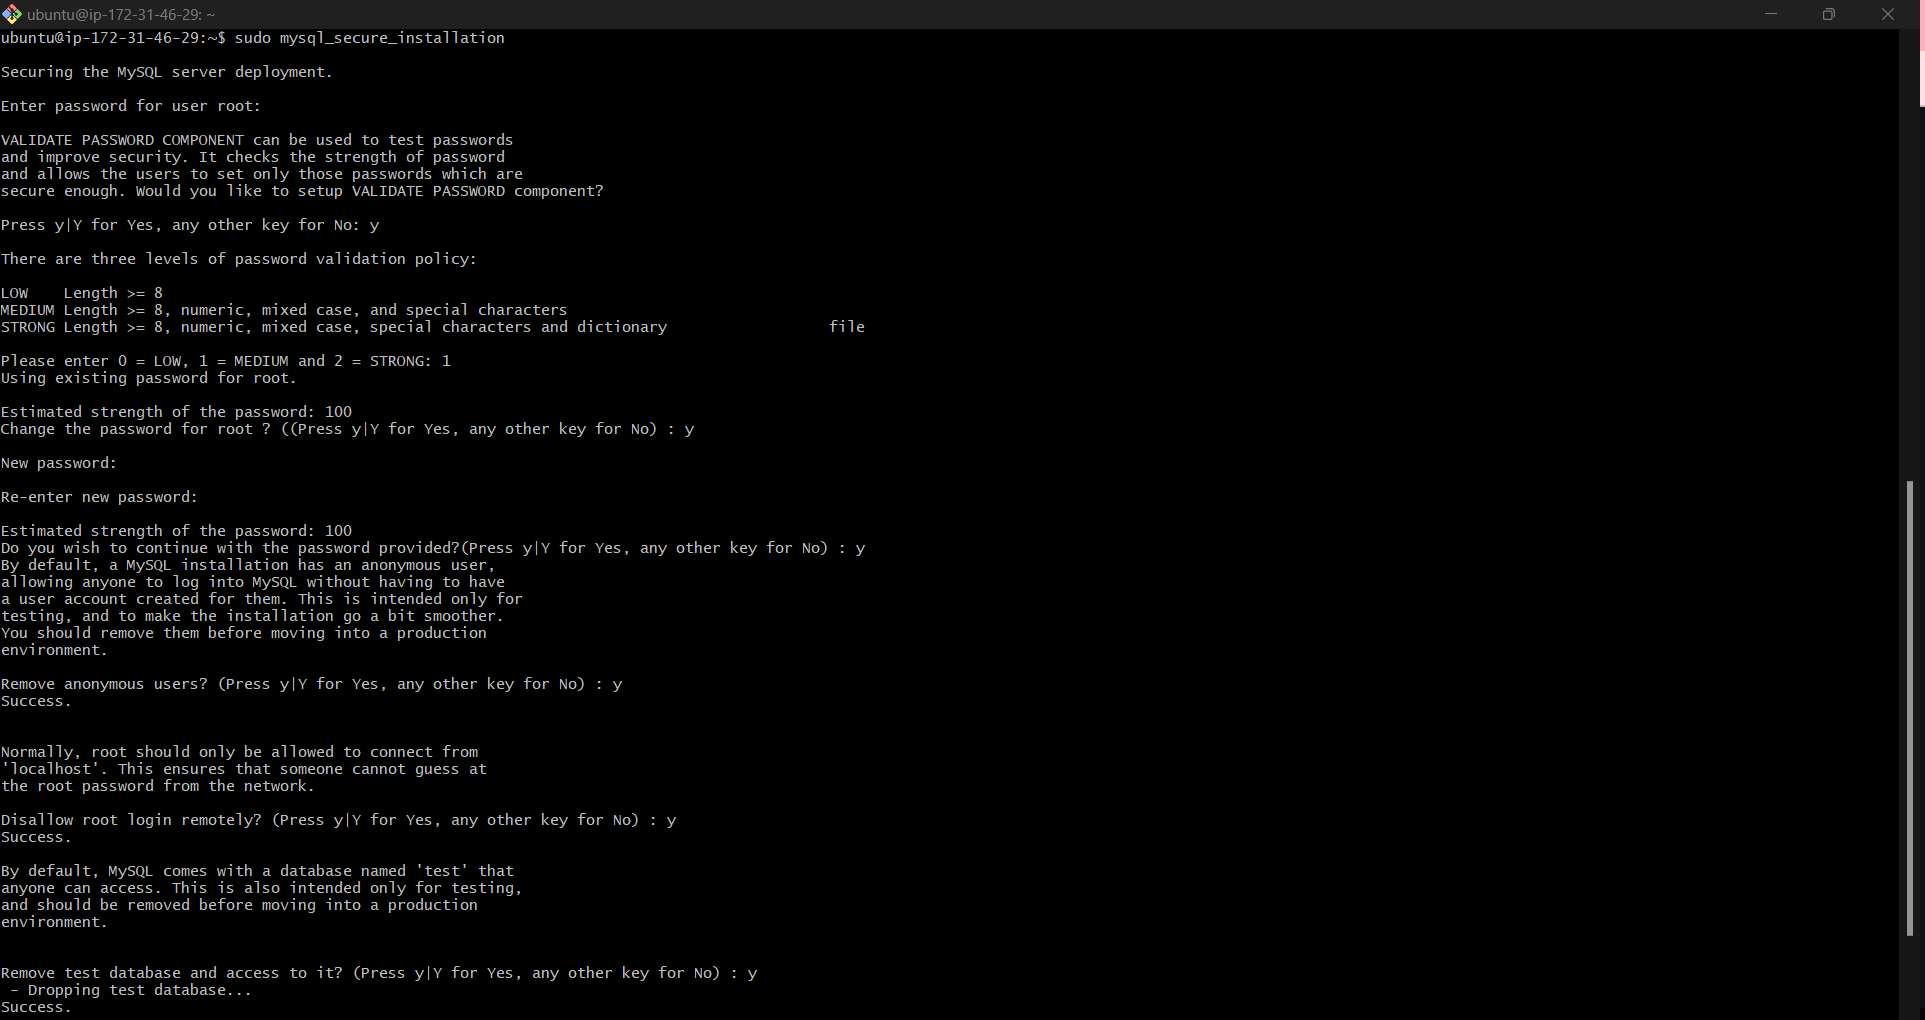 ubuntu@ip-172-31-46-29: ~
ubuntu@ip-172-31-46-29:~$ sudo mysql_secure_installation
Securing the MySQL server deployment.
Enter password for user root:
VALIDATE PASSWORD COMPONENT can be used to test passwords
and improve security. It checks the strength of password
and allows the users to set only those passwords which are
secure enough. Would you like to setup VALIDATE PASSWORD component?
Press y|Y for Yes, any other key for No: y
There are three levels of password validation policy:
LOW    Length >= 8
MEDIUM Length >= 8, numeric, mixed case, and special characters
STRONG Length >= 8, numeric, mixed case, special characters and dictionary                  file
Please enter 0 = LOW, 1 = MEDIUM and 2 = STRONG: 1
Using existing password for root.
Estimated strength of the password: 100
Change the password for root ? ((Press y|Y for Yes, any other key for No) : y
New password:
Re-enter new password:
Estimated strength of the password: 100
Do you wish to continue with the password provided?(Press y|Y for Yes, any other key for No) : y
By default, a MySQL installation has an anonymous user,
allowing anyone to log into MySQL without having to have
a user account created for them. This is intended only for
testing, and to make the installation go a bit smoother.
You should remove them before moving into a production
environment.
Remove anonymous users? (Press y|Y for Yes, any other key for No) : y
Success.
Normally, root should only be allowed to connect from
'localhost'. This ensures that someone cannot guess at
the root password from the network.
Disallow root login remotely? (Press y|Y for Yes, any other key for No) : y
Success.
By default, MySQL comes with a database named 'test' that
anyone can access. This is also intended only for testing,
and should be removed before moving into a production
environment.
Remove test database and access to it? (Press y|Y for Yes, any other key for No) : y
 - Dropping test database...
Success.